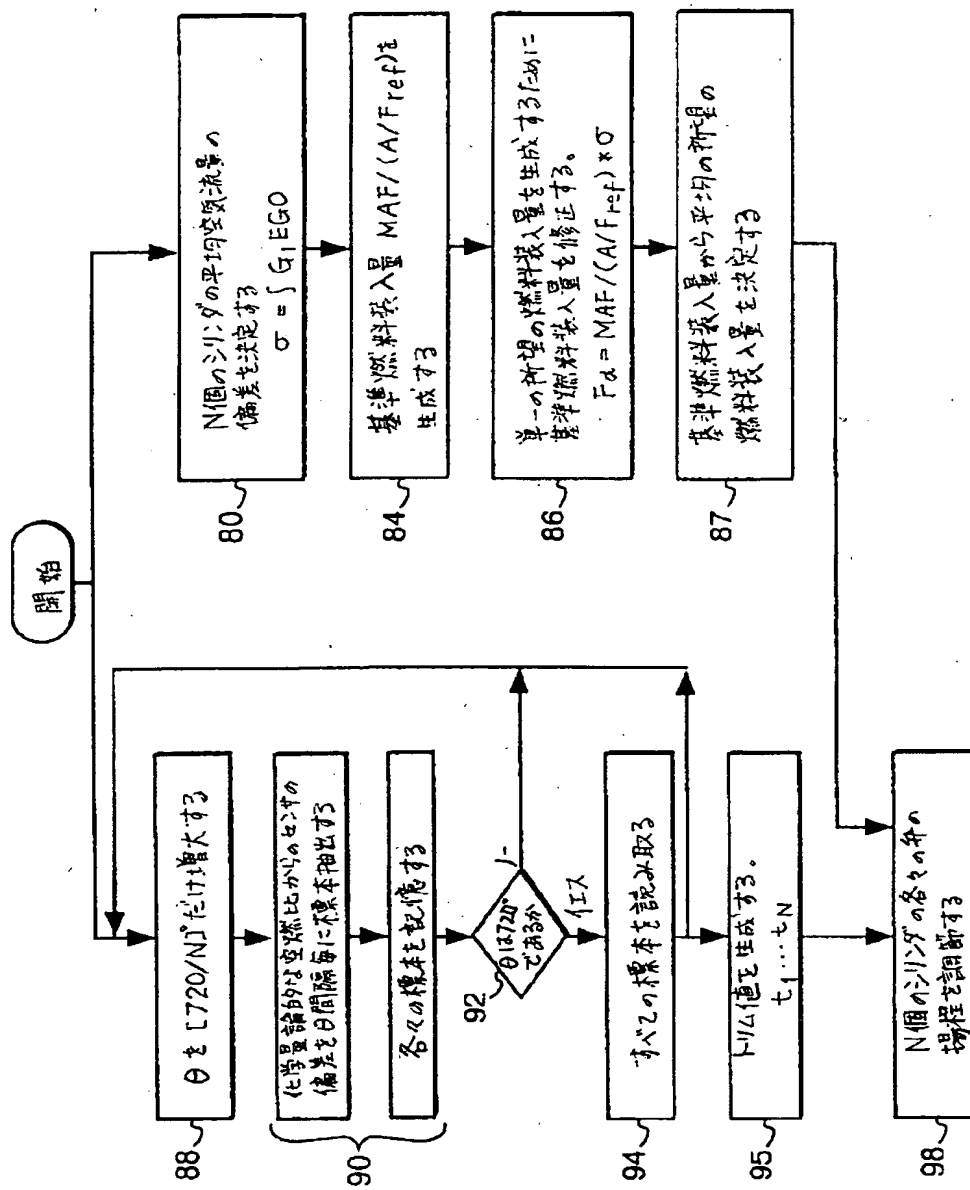 開始
N個のシリンダの平均空気流量の
偏差を決定する
σ = ∫ G₁EGO
80
基準燃料装入量 MAF/(A/Fref)を
生成する
84
単一の所望の燃料装入量を生成するために
基準燃料装入量を修正する。
Fd = MAF/(A/Fref) * σ
86
基準燃料装入量から平均の所望の
燃料装入量を決定する
87
θを[720/N]°だけ増大する
88
化学量論的な空燃比からのセンサの
偏差をθ間隔毎に標本抽出する
各々の標本を記憶する
90
θは720°
であるか
92
ノー
イエス
すべての標本を読み取る
94
トリム値を生成する。
t₁…tN
95
N個のシリンダの各々の弁の
揚程を調節する
98